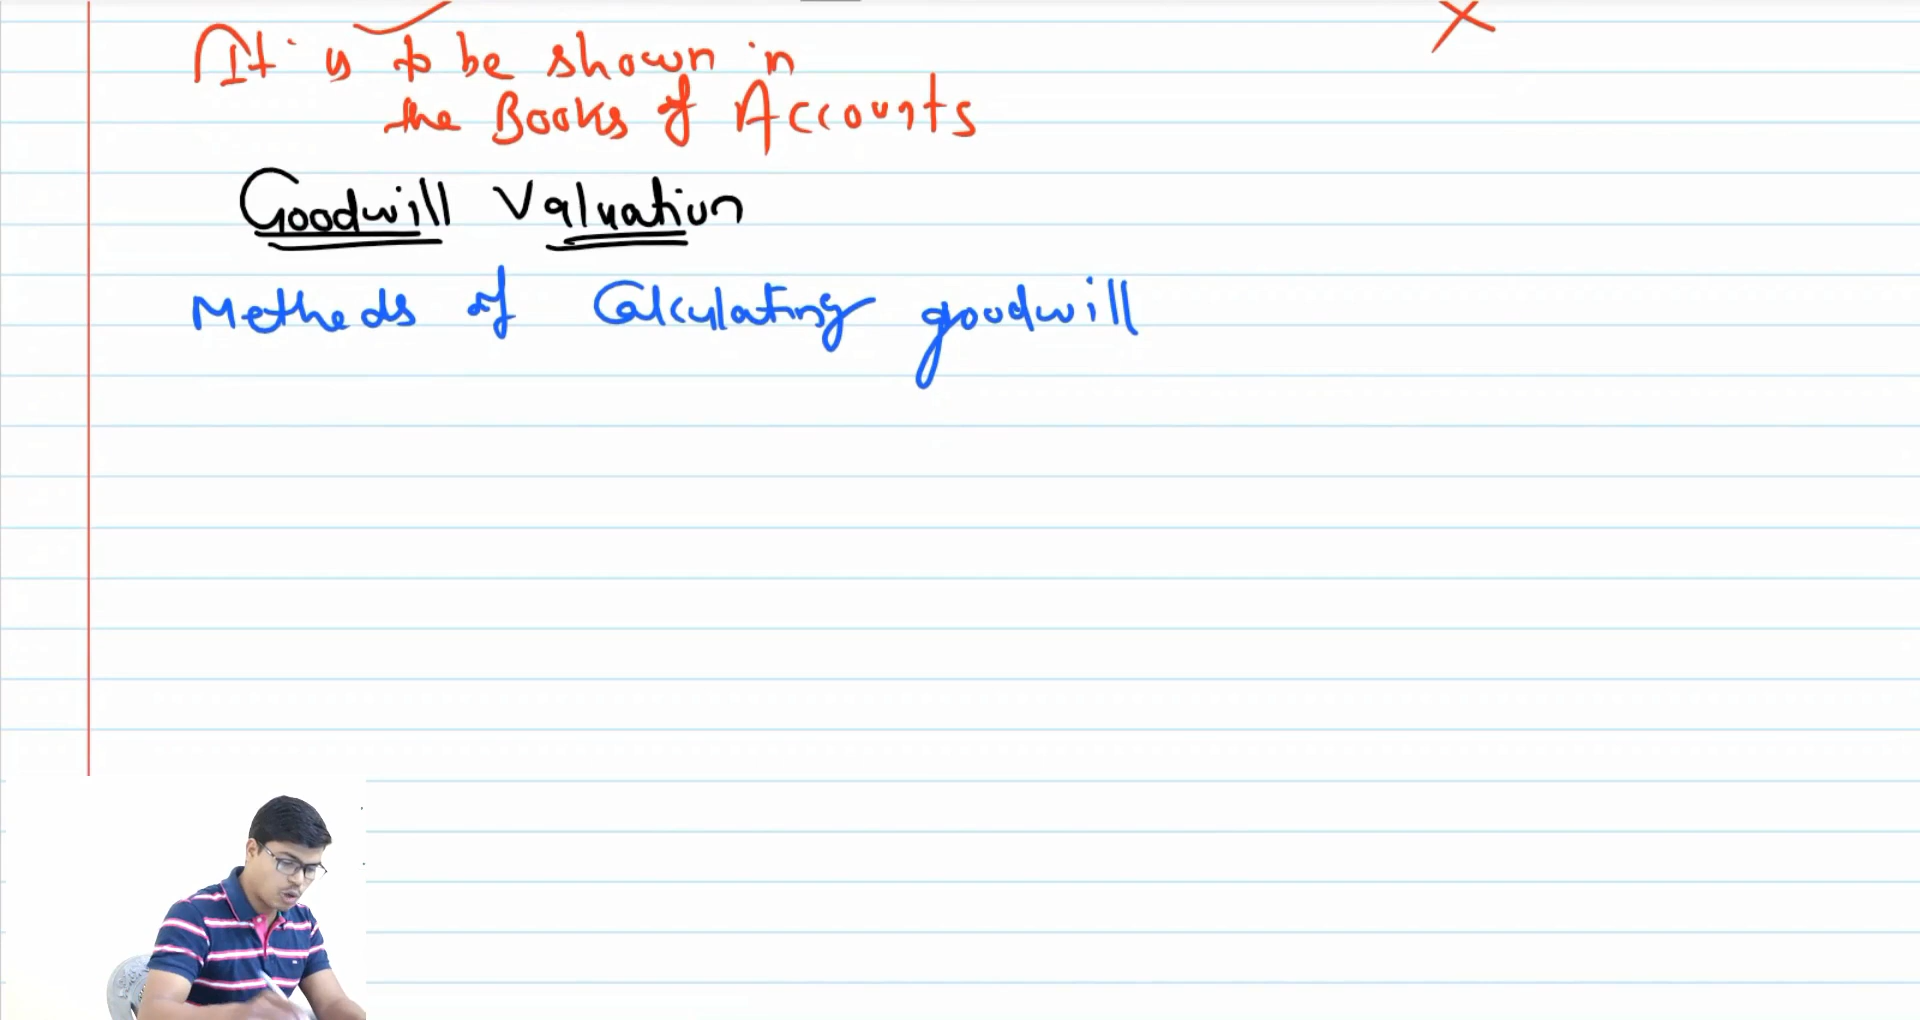 It is to be shown in
the Books of Accounts
Goodwill Valuation
Methods of Calculating goodwill